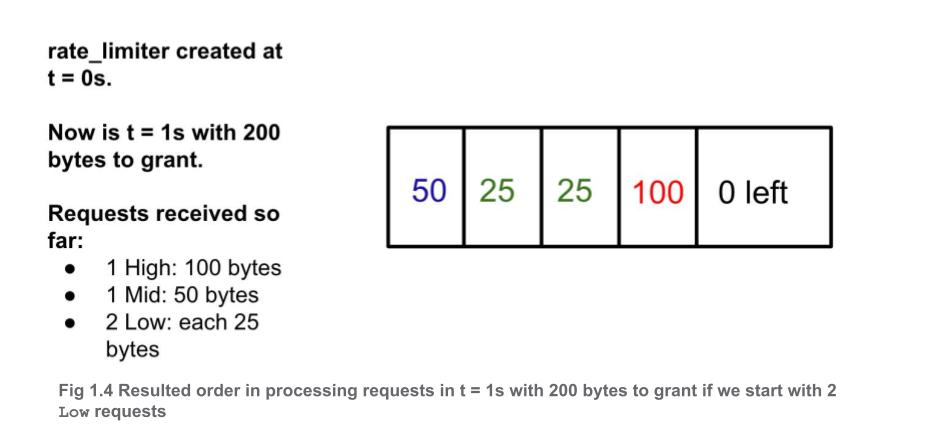 rate_limiter created at
t = 0s.
Now is t = 1s with 200
bytes to grant.
Requests received so
far:
● 1 High: 100 bytes
● 1 Mid: 50 bytes
● 2 Low: each 25
bytes
50 25 25 100 0 left
Fig 1.4 Resulted order in processing requests in t = 1s with 200 bytes to grant if we start with 2
Low requests